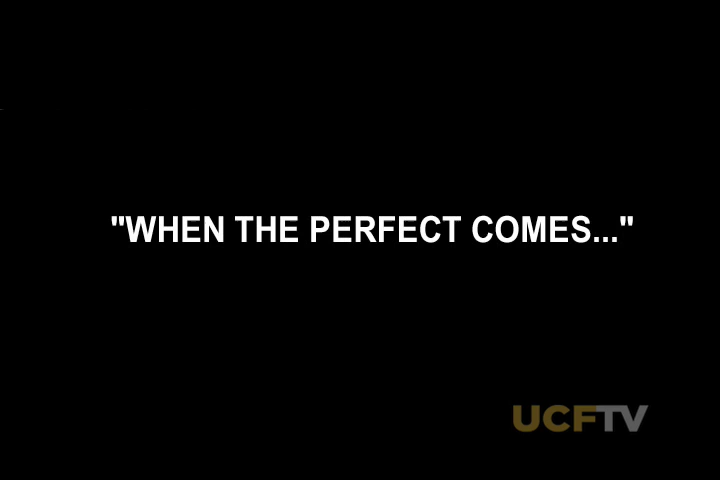 "WHEN THE PERFECT COMES..."
UCFTV